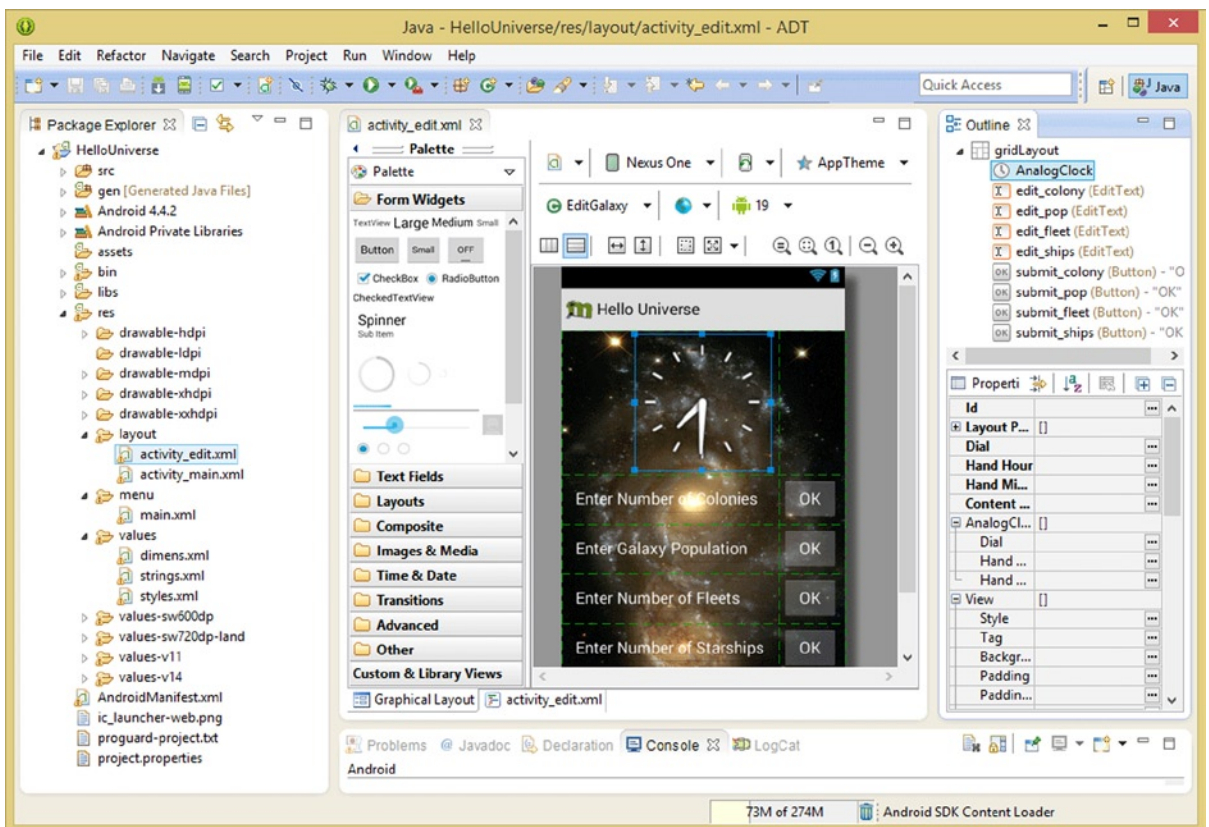 Java - HelloUniverse/res/layout/activity_edit.xml - ADT
File Edit Refactor Navigate Search Project Run Window Help
Quick Access
Java
Package Explorer
HelloUniverse
src
gen [Generated Java Files]
Android 4.4.2
Android Private Libraries
assets
bin
libs
res
drawable-hdpi
drawable-ldpi
drawable-mdpi
drawable-xhdpi
drawable-xxhdpi
layout
activity_edit.xml
activity_main.xml
menu
main.xml
values
dimens.xml
strings.xml
styles.xml
values-sw600dp
values-sw720dp-land
values-v11
values-v14
AndroidManifest.xml
ic_launcher-web.png
proguard-project.txt
project.properties
activity_edit.xml
Palette
Palette
Form Widgets
TextView Large Medium Small
Button Small OFF
CheckBox RadioButton
CheckedTextView
Spinner
Sub Item
Text Fields
Layouts
Composite
Images & Media
Time & Date
Transitions
Advanced
Other
Custom & Library Views
Nexus One AppTheme
EditGalaxy 19
Hello Universe
Enter Number of Colonies OK
Enter Galaxy Population OK
Enter Number of Fleets OK
Enter Number of Starships OK
Graphical Layout activity_edit.xml
Outline
gridLayout
AnalogClock
edit_colony (EditText)
edit_pop (EditText)
edit_fleet (EditText)
edit_ships (EditText)
submit_colony (Button) - "O
submit_pop (Button) - "OK"
submit_fleet (Button) - "OK"
submit_ships (Button) - "OK
Properti
Id
Layout P... []
Dial
Hand Hour
Hand Mi...
Content ...
AnalogCl... []
Dial
Hand ...
Hand ...
View []
Style
Tag
Backgr...
Padding
Paddin...
Problems Javadoc Declaration Console LogCat
Android
73M of 274M Android SDK Content Loader